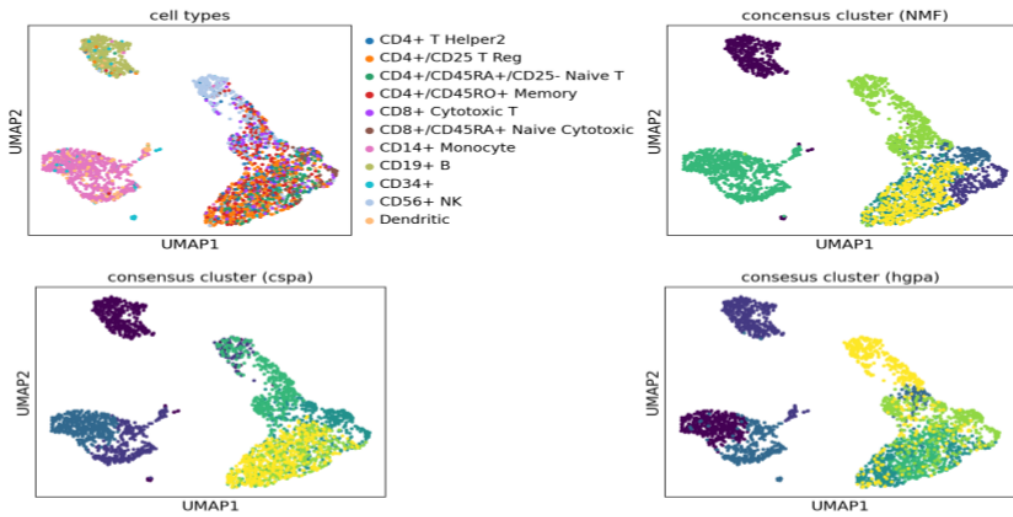 cell types
UMAP2
UMAP1
CD4+ T Helper2
CD4+/CD25 T Reg
CD4+/CD45RA+/CD25- Naive T
CD4+/CD45RO+ Memory
CD8+ Cytotoxic T
CD8+/CD45RA+ Naive Cytotoxic
CD14+ Monocyte
CD19+ B
CD34+
CD56+ NK
Dendritic
concensus cluster (NMF)
UMAP2
UMAP1
consensus cluster (cspa)
UMAP2
UMAP1
consesus cluster (hgpa)
UMAP2
UMAP1